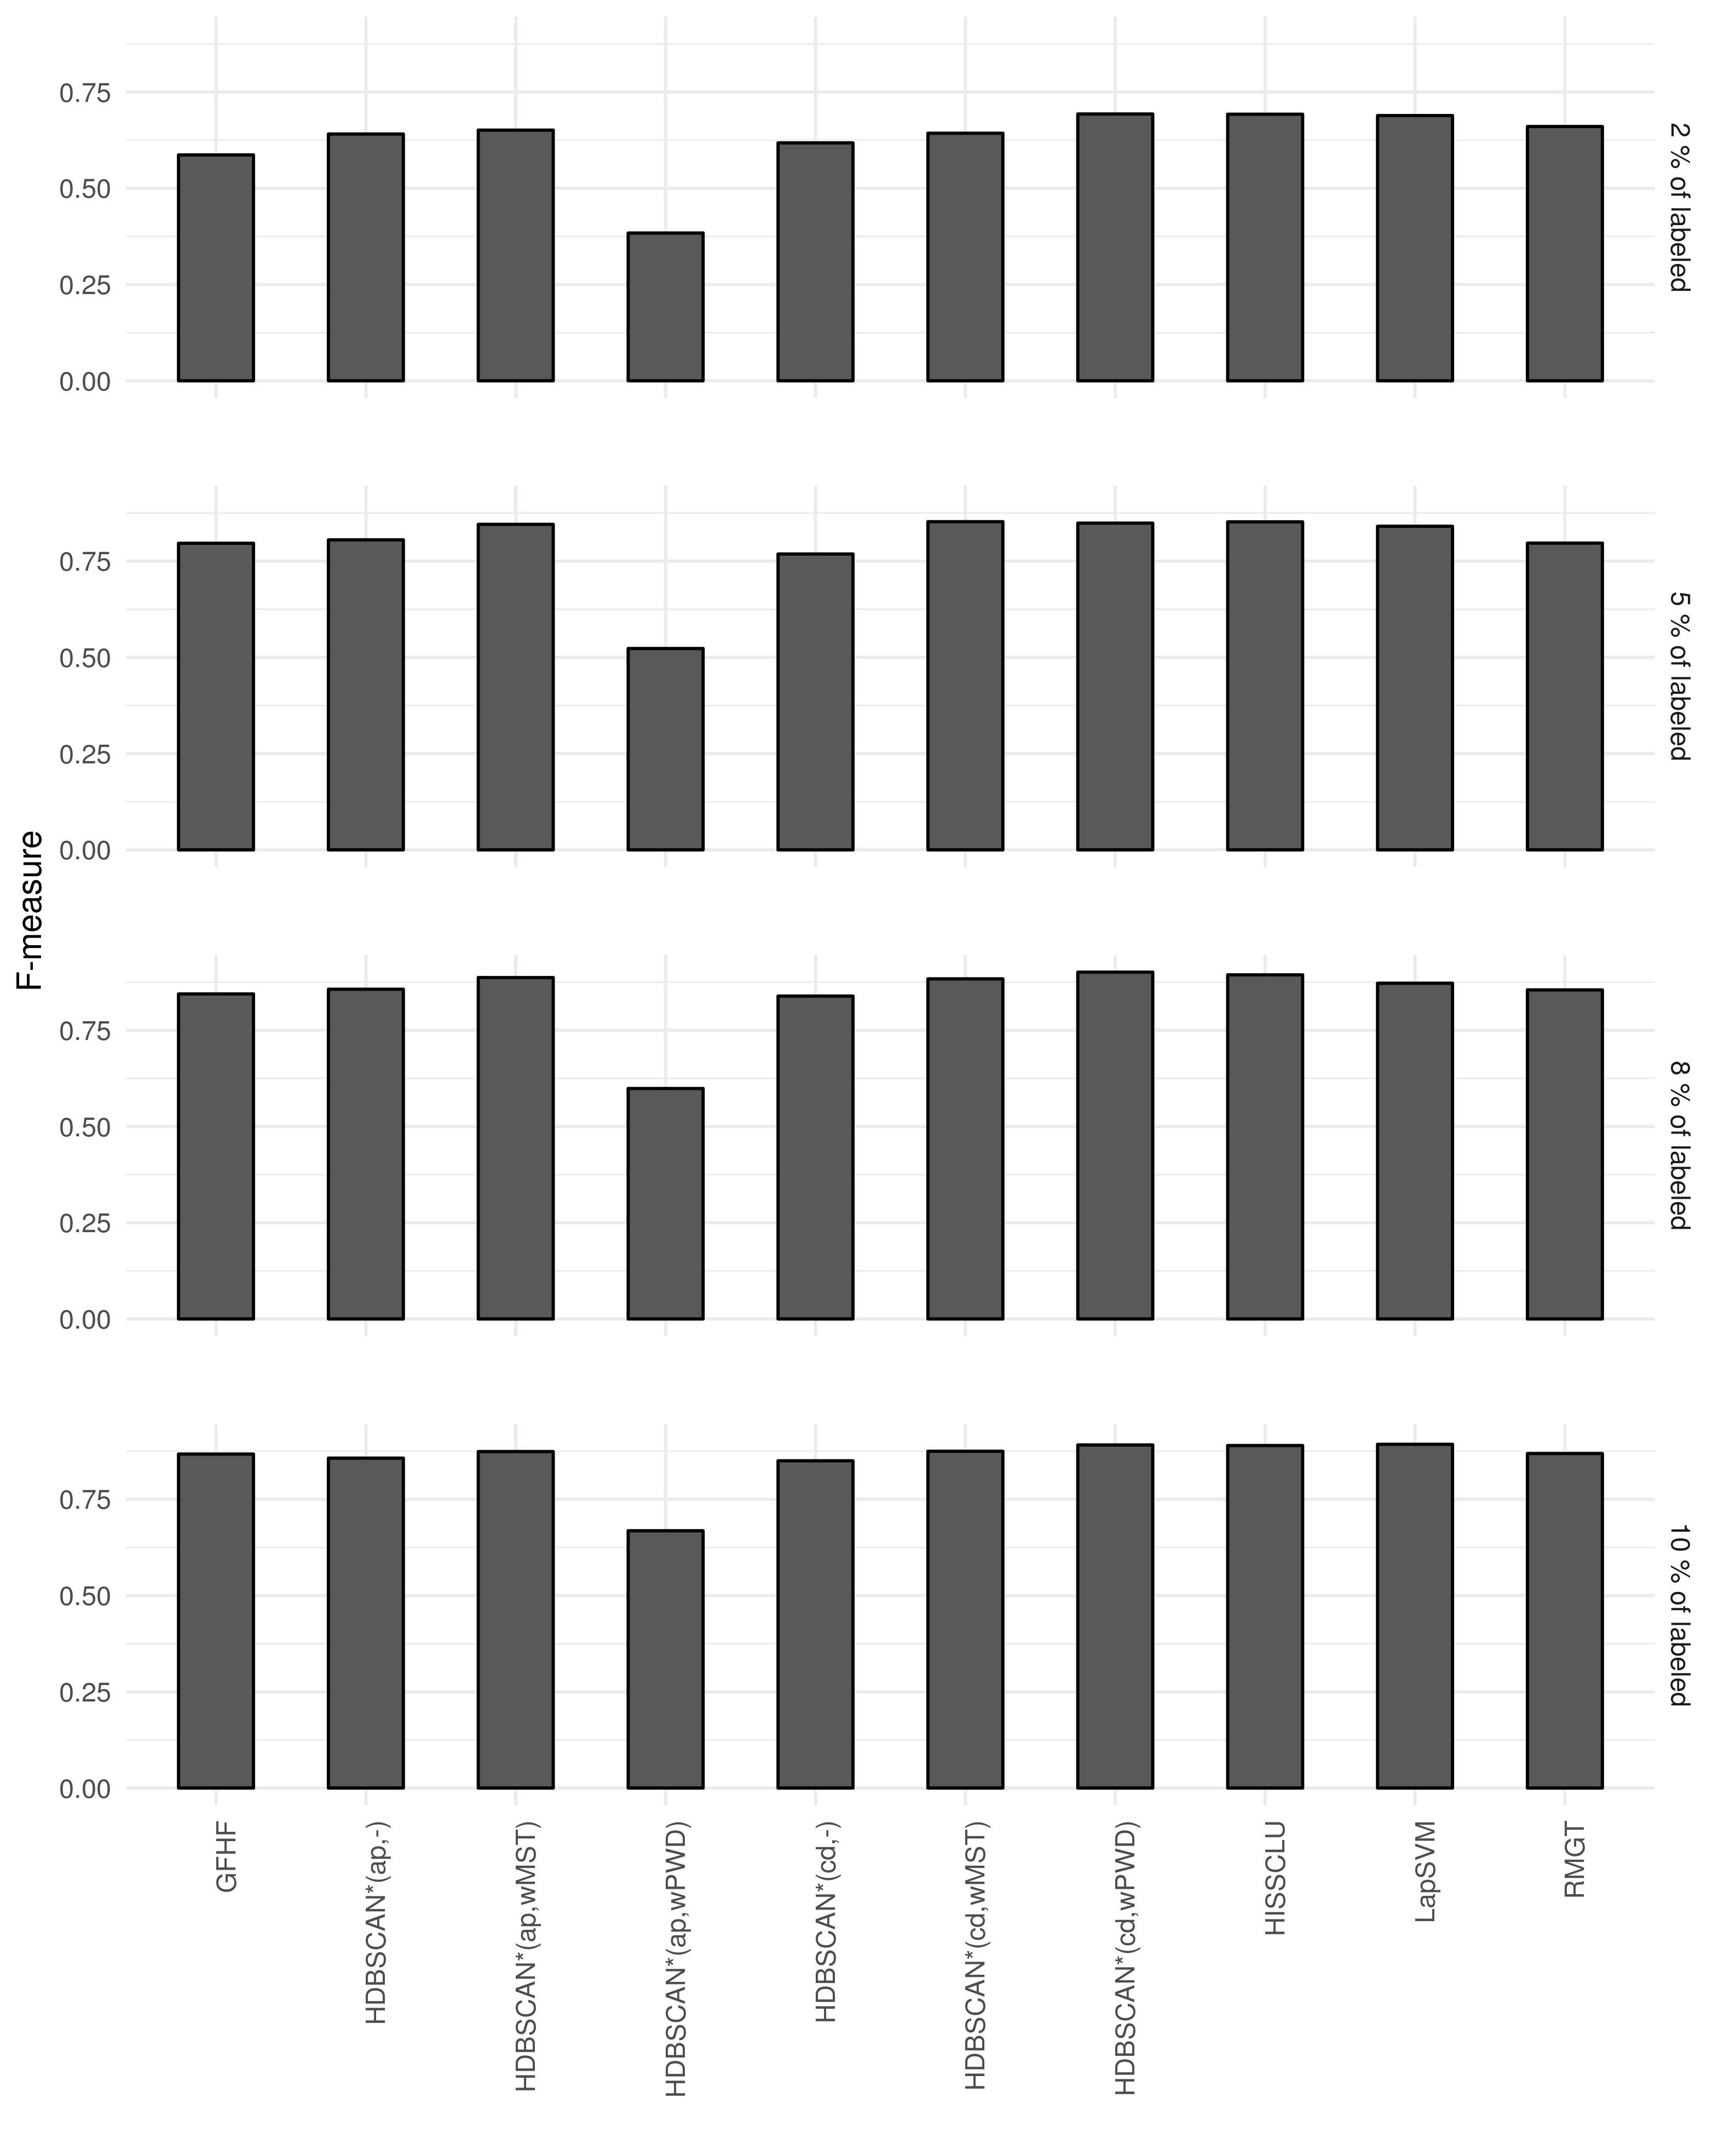 F-measure
0.75
0.50
0.25
0.00
2 % of labeled
0.75
0.50
0.25
0.00
5 % of labeled
0.75
0.50
0.25
0.00
8 % of labeled
0.75
0.50
0.25
0.00
10 % of labeled
GFHF
HDBSCAN*(ap,-)
HDBSCAN*(ap,wMST)
HDBSCAN*(ap,wPWD)
HDBSCAN*(cd,-)
HDBSCAN*(cd,wMST)
HDBSCAN*(cd,wPWD)
HISSCLU
LapSVM
RMGT